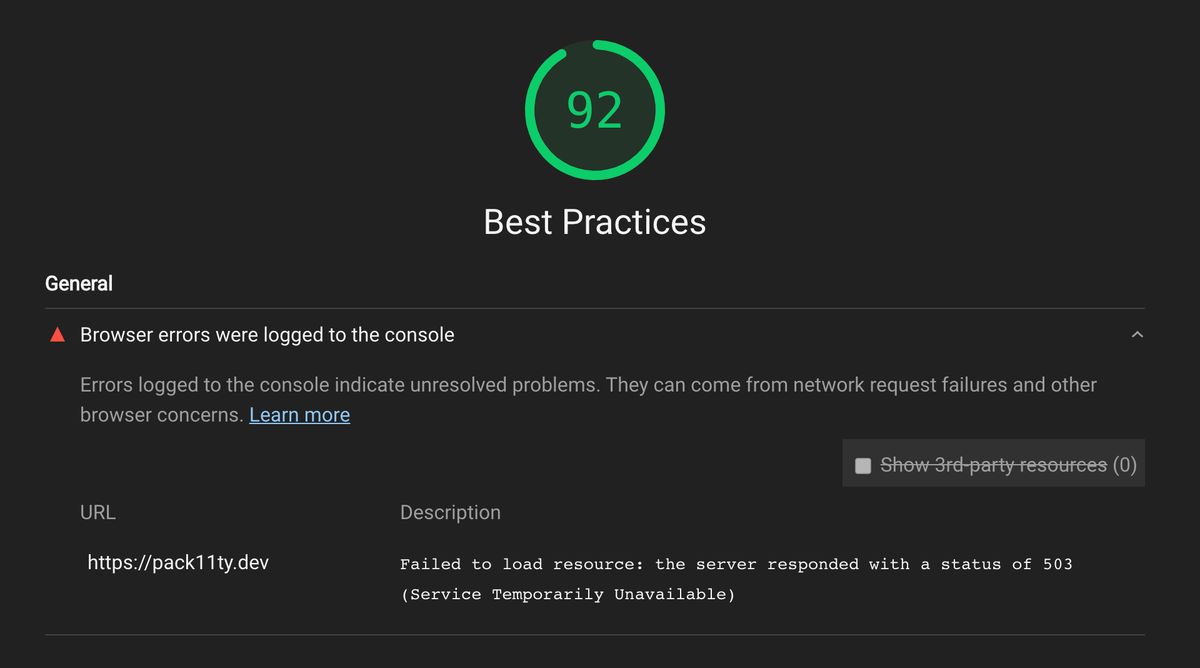 92
Best Practices
General
Browser errors were logged to the console
Errors logged to the console indicate unresolved problems. They can come from network request failures and other
browser concerns. Learn more
Show 3rd-party resources (0)
URL Description
https://pack11ty.dev Failed to load resource: the server responded with a status of 503
(Service Temporarily Unavailable)